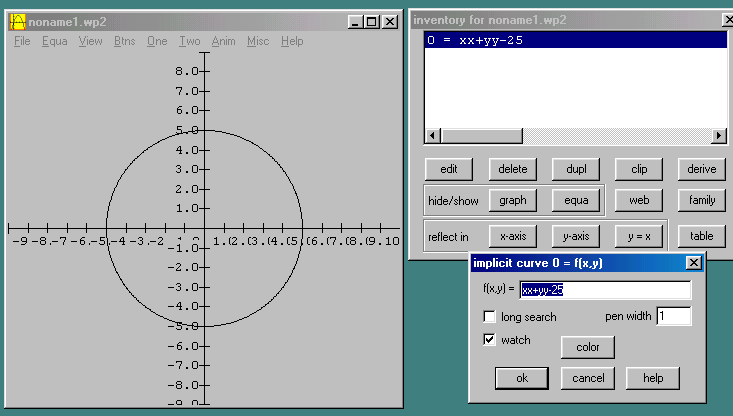 noname1.wp2
File Equa View Btns One Two Anim Misc Help
8.0
7.0
6.0
5.0
4.0
3.0
2.0
1.0
-9 -8 -7 -6 -5 -3 -2 1.0 1.(2.(3.(4.(5.(6.(7.(8.(9.10
-1.0
-2.0
-3.0
-4.0
-5.0
-6.0
-7.0
-8.0
-9.0
inventory for noname1.wp2
0 = xx+yy-25
edit delete dupl clip derive
hide/show graph equa web family
reflect in x-axis y-axis y = x table
implicit curve 0 = f(x,y)
f(x,y) = xx+yy-25
long search pen width 1
watch color
ok cancel help